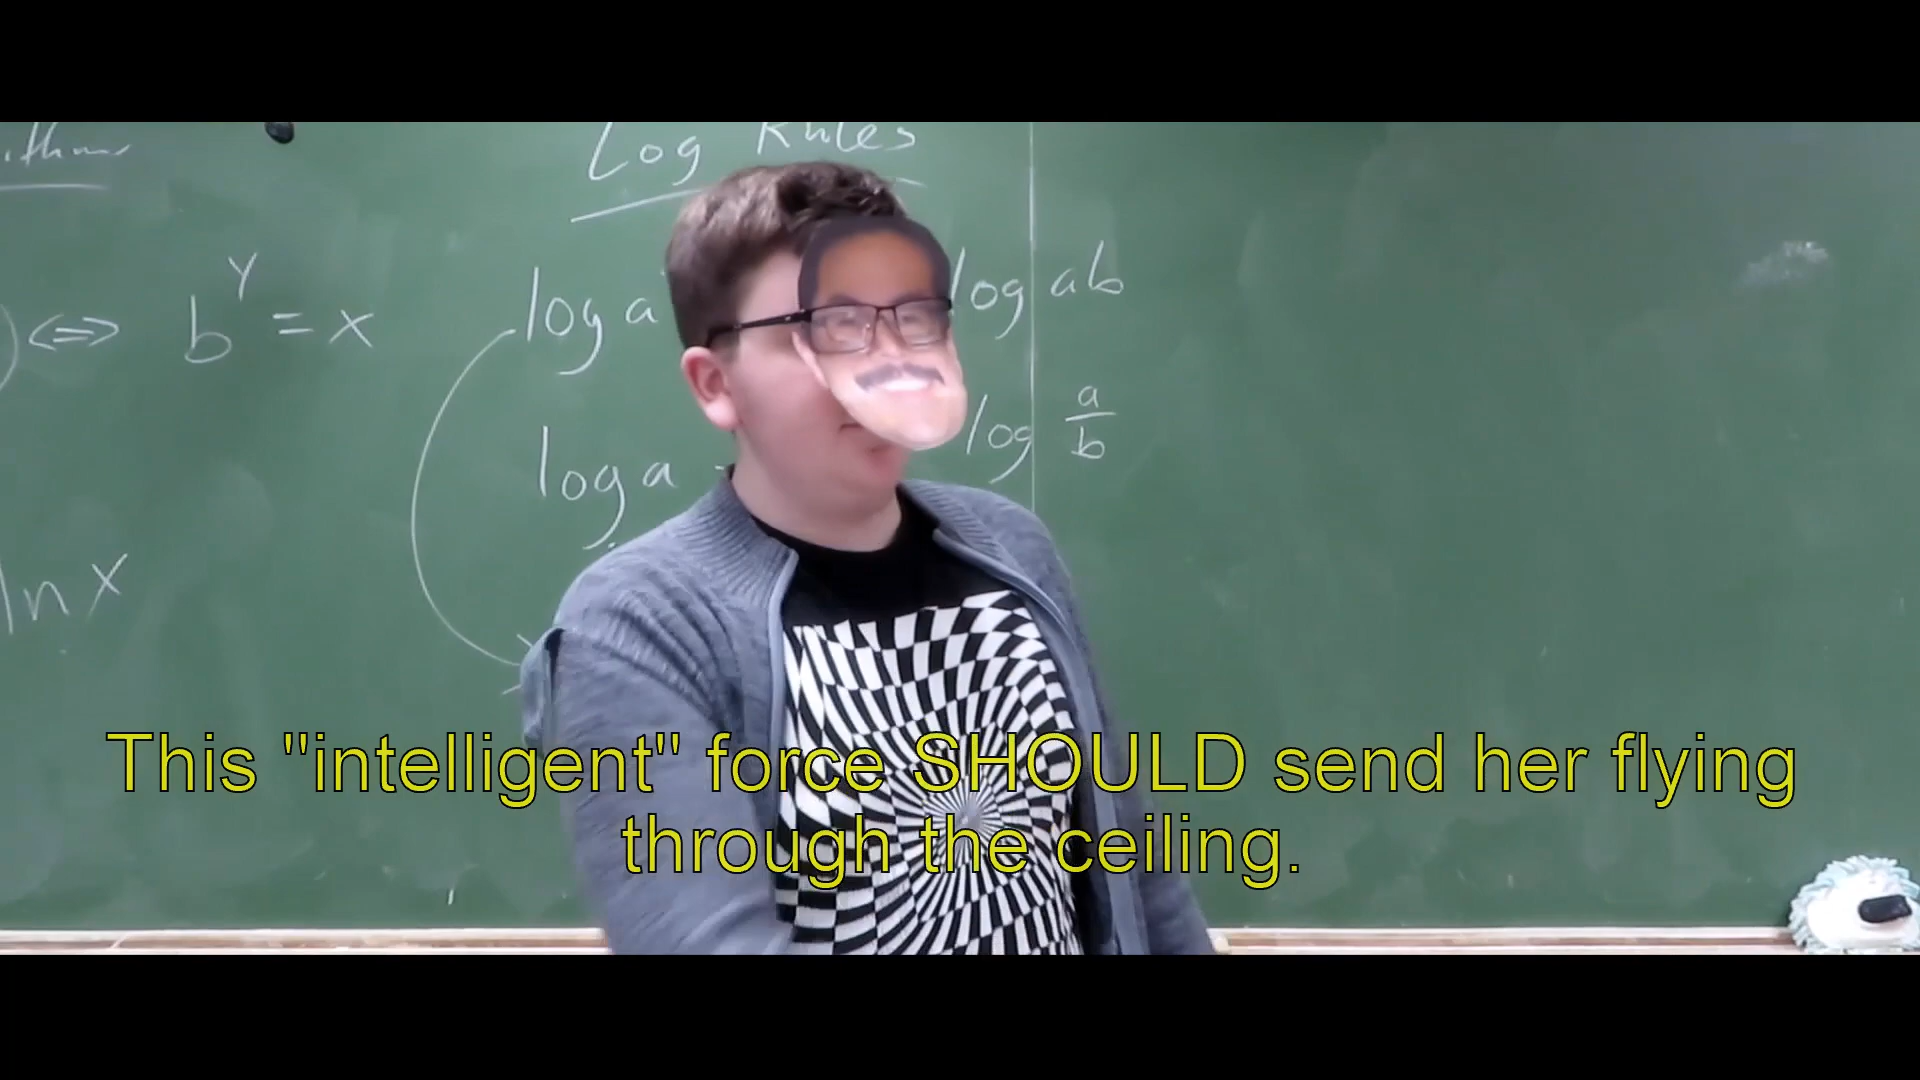 Log Rules
b^y = x
log a
log ab
log a
log a/b
ln x
This "intelligent" force SHOULD send her flying
through the ceiling.